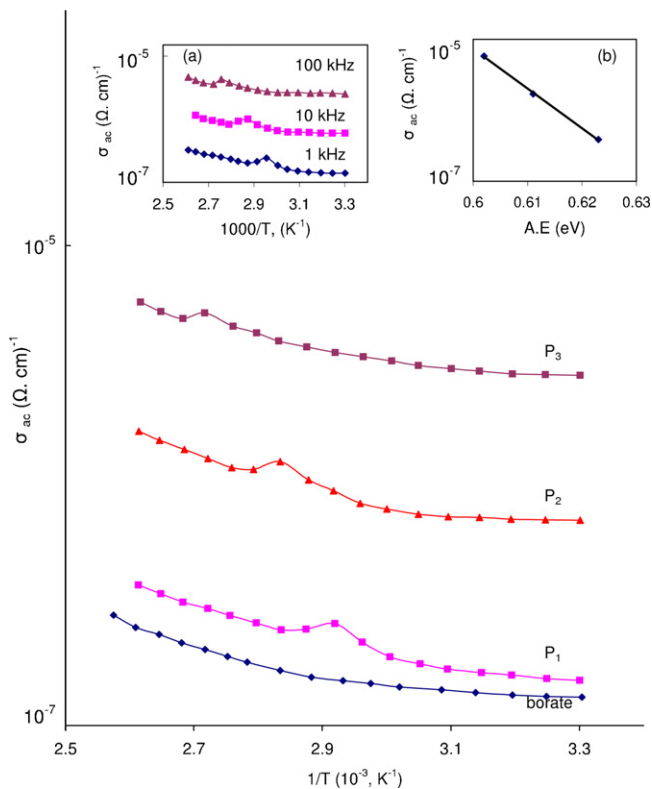 (a)
10⁻⁵
100 kHz
10 kHz
1 kHz
10⁻⁷
σ ac (Ω. cm)⁻¹
2.5 2.7 2.9 3.1 3.3
1000/T, (K⁻¹)
(b)
10⁻⁵
10⁻⁷
σ ac (Ω. cm)⁻¹
0.6 0.61 0.62 0.63
A.E (eV)
10⁻⁵
σ ac (Ω. cm)⁻¹
P₃
P₂
P₁
borate
10⁻⁷
2.5 2.7 2.9 3.1 3.3
1/T (10⁻³, K⁻¹)